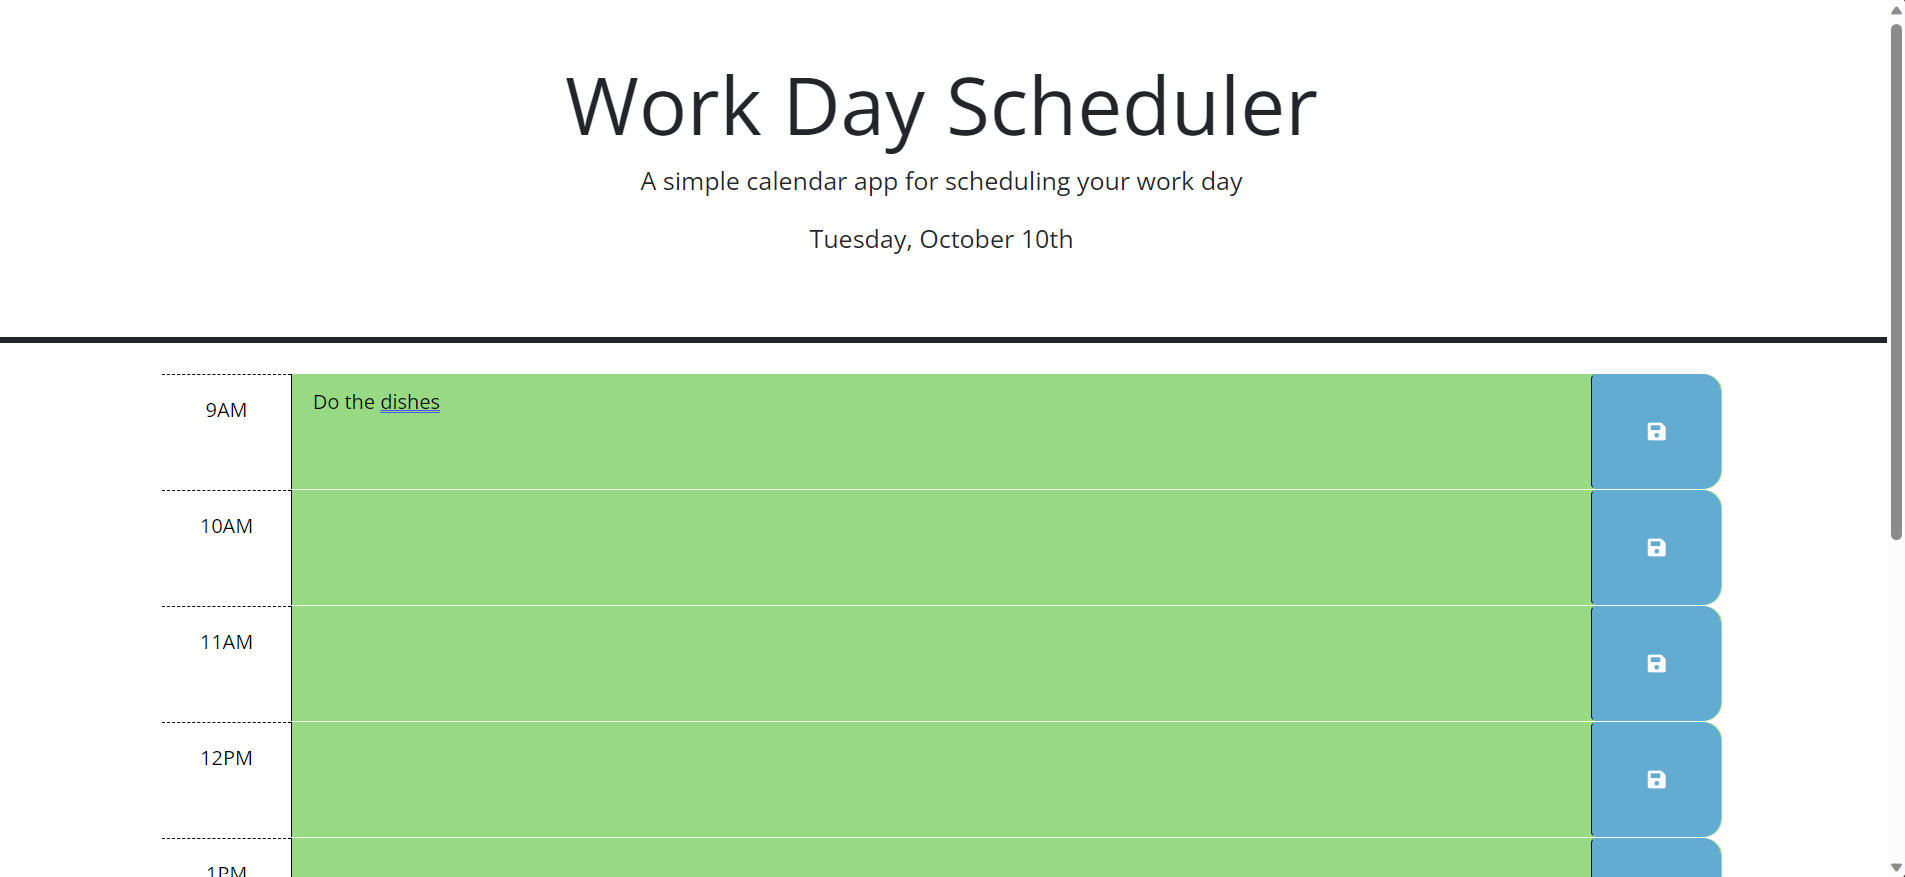 Work Day Scheduler
A simple calendar app for scheduling your work day
Tuesday, October 10th
9AM
Do the dishes
10AM
11AM
12PM
1PM